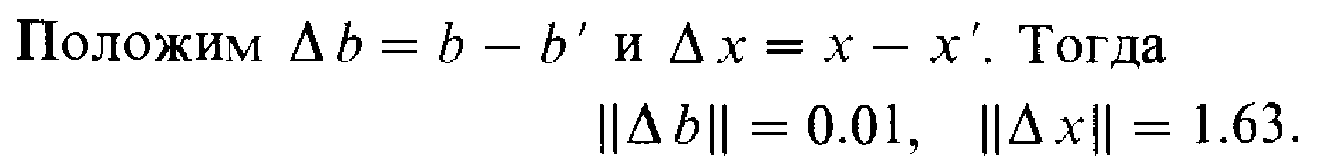 Положим Δb = b − b′ и Δx = x − x′. Тогда
||Δb|| = 0.01, ||Δx|| = 1.63.